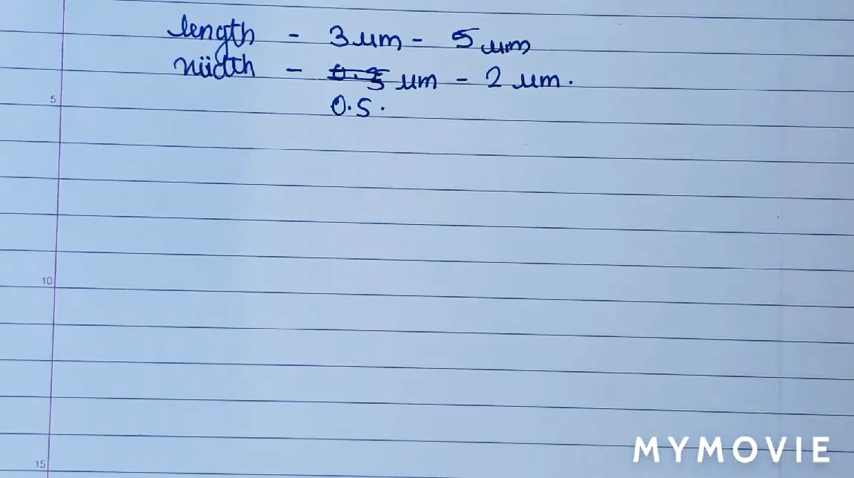 length - 3 um - 5 um
width - 0.5 um - 2 um.
0.5.
5
10
15
MYMOVIE